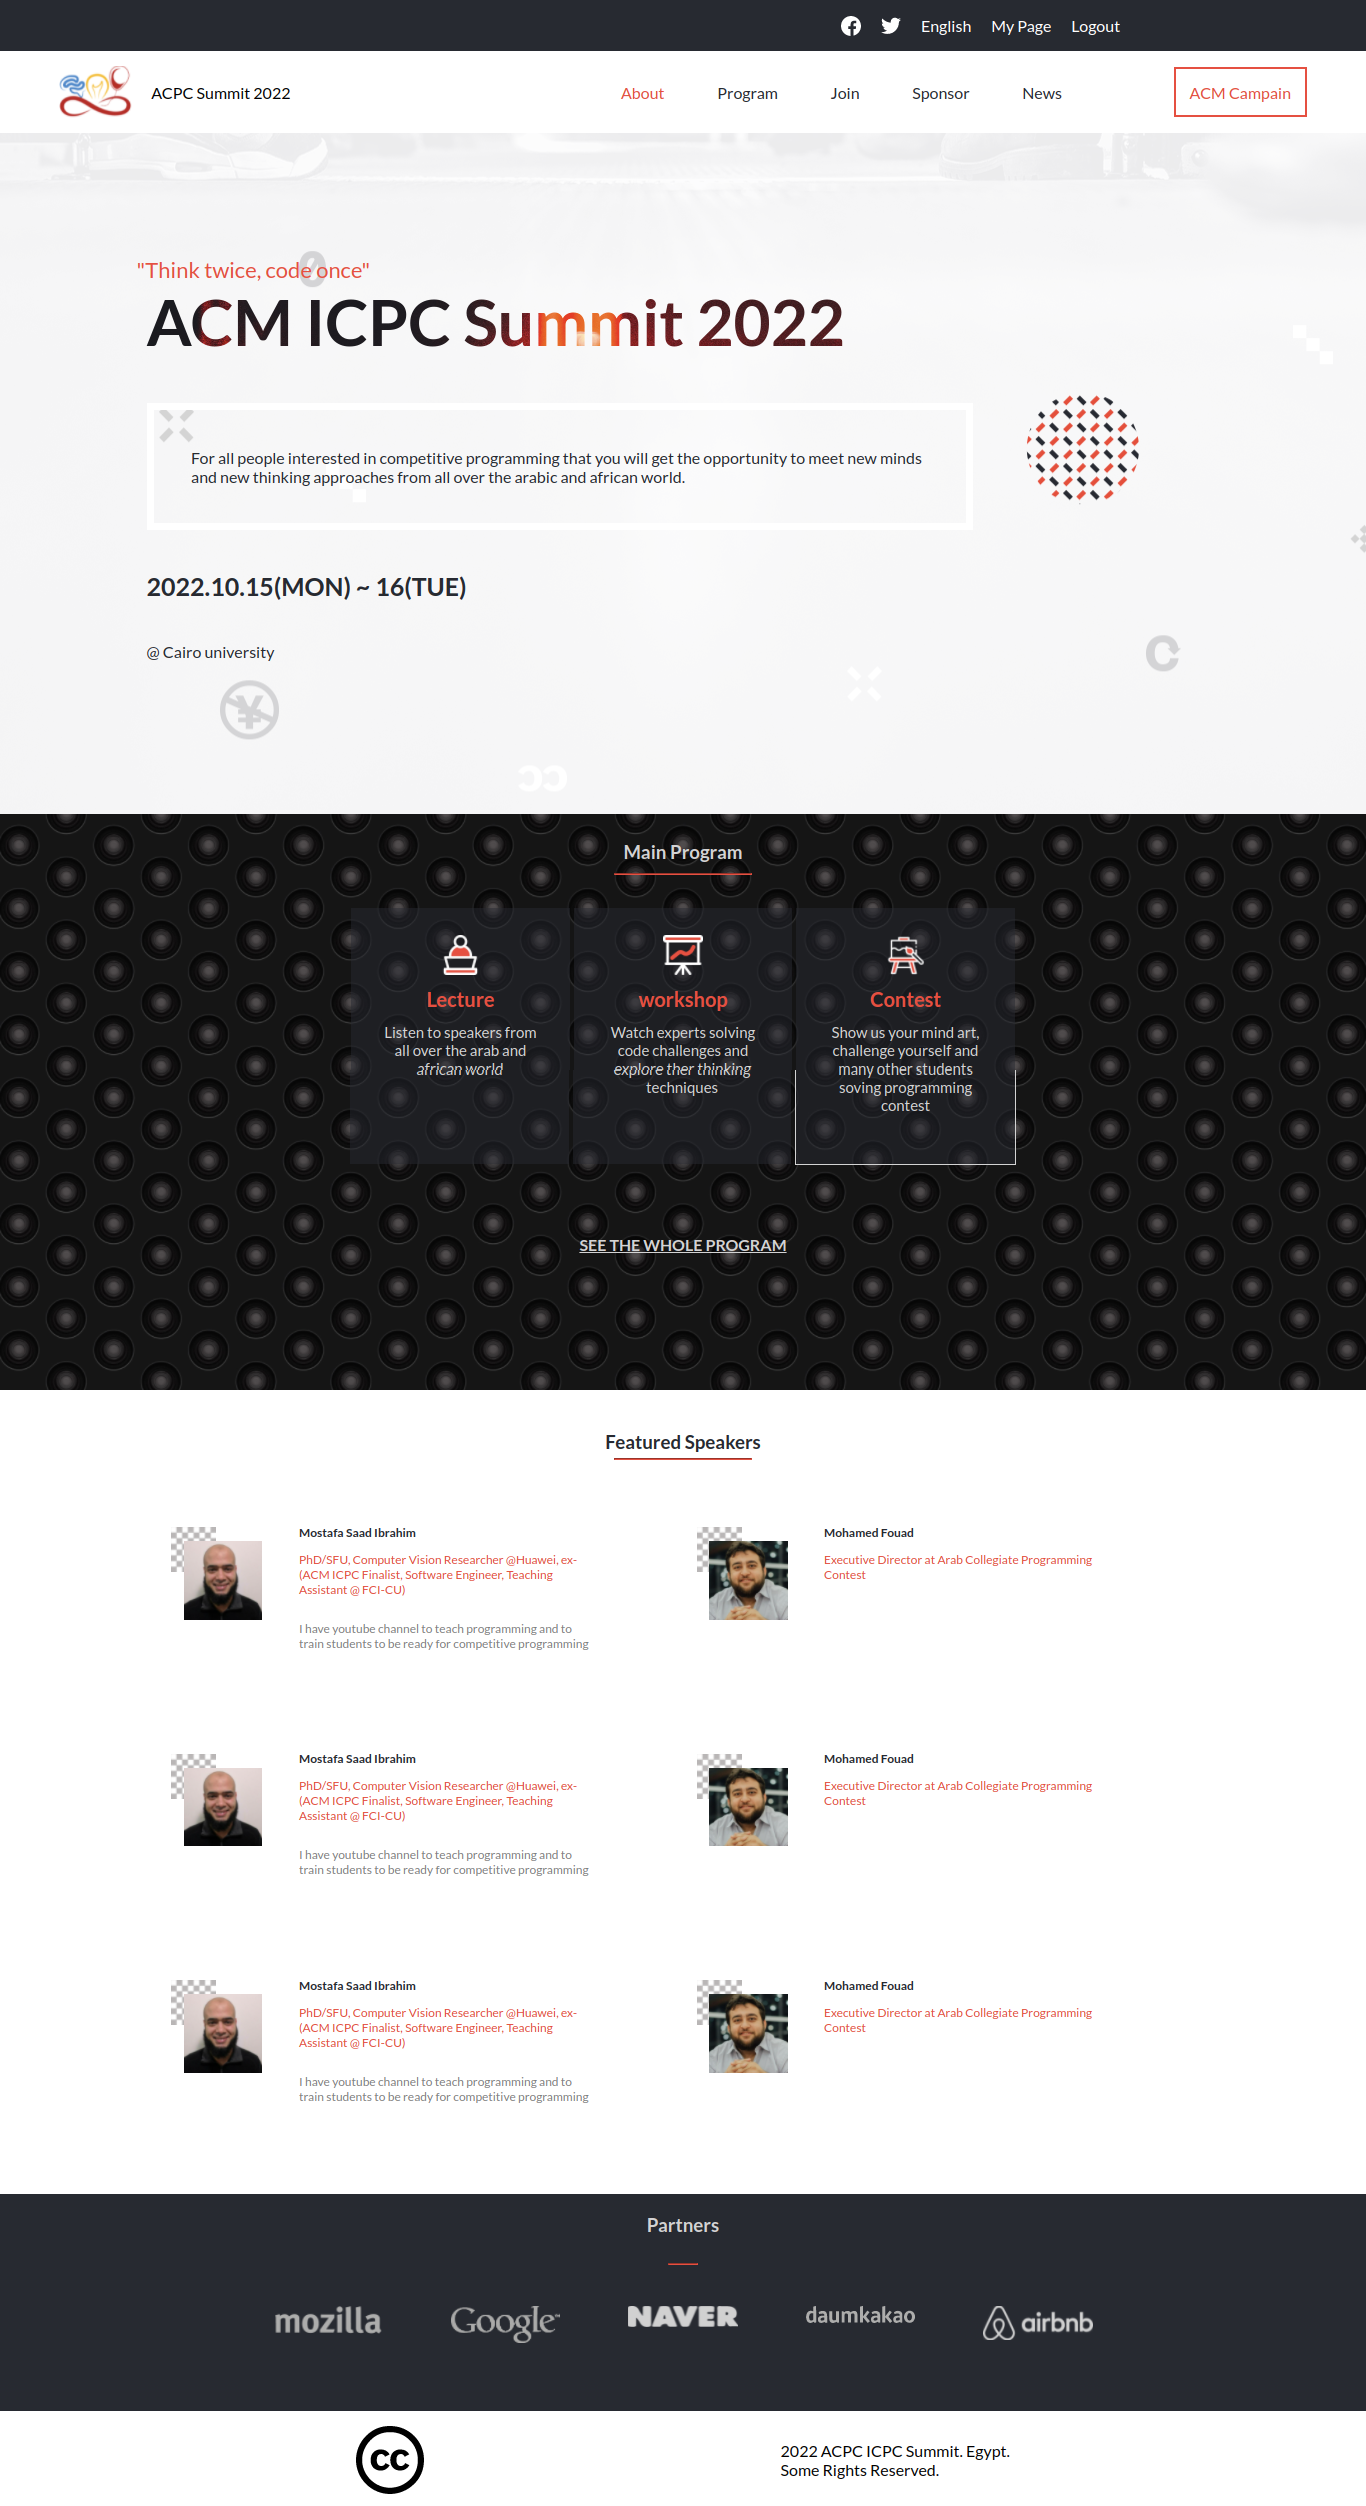 English
My Page
Logout
ACPC Summit 2022
About
Program
Join
Sponsor
News
ACM Campain
"Think twice, code once"
ACM ICPC Summit 2022
For all people interested in competitive programming that you will get the opportunity to meet new minds
and new thinking approaches from all over the arabic and african world.
2022.10.15(MON) ~ 16(TUE)
@ Cairo university
Main Program
Lecture
Listen to speakers from
all over the arab and
african world
workshop
Watch experts solving
code challenges and
explore ther thinking
techniques
Contest
Show us your mind art,
challenge yourself and
many other students
soving programming
contest
SEE THE WHOLE PROGRAM
Featured Speakers
Mostafa Saad Ibrahim
PhD/SFU, Computer Vision Researcher @Huawei, ex-
(ACM ICPC Finalist, Software Engineer, Teaching
Assistant @ FCI-CU)
I have youtube channel to teach programming and to
train students to be ready for competitive programming
Mohamed Fouad
Executive Director at Arab Collegiate Programming
Contest
Mostafa Saad Ibrahim
PhD/SFU, Computer Vision Researcher @Huawei, ex-
(ACM ICPC Finalist, Software Engineer, Teaching
Assistant @ FCI-CU)
I have youtube channel to teach programming and to
train students to be ready for competitive programming
Mohamed Fouad
Executive Director at Arab Collegiate Programming
Contest
Mostafa Saad Ibrahim
PhD/SFU, Computer Vision Researcher @Huawei, ex-
(ACM ICPC Finalist, Software Engineer, Teaching
Assistant @ FCI-CU)
I have youtube channel to teach programming and to
train students to be ready for competitive programming
Mohamed Fouad
Executive Director at Arab Collegiate Programming
Contest
Partners
mozilla
Google™
NAVER
daumkakao
airbnb
cc
2022 ACPC ICPC Summit. Egypt.
Some Rights Reserved.